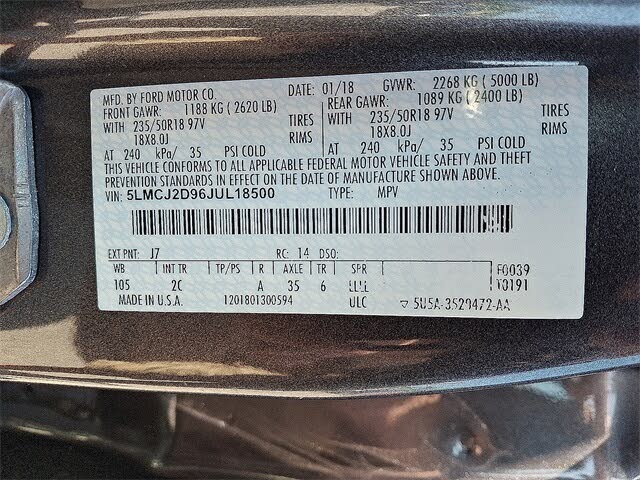 MFD. BY FORD MOTOR CO. DATE: 01/18 GVWR: 2268 KG ( 5000 LB)
FRONT GAWR: 1188 KG ( 2620 LB) REAR GAWR: 1089 KG ( 2400 LB)
WITH 235/50R18 97V TIRES WITH 235/50R18 97V TIRES
18X8.0J RIMS 18X8.0J RIMS
AT 240 kPa/ 35 PSI COLD AT 240 kPa/ 35 PSI COLD
THIS VEHICLE CONFORMS TO ALL APPLICABLE FEDERAL MOTOR VEHICLE SAFETY AND THEFT
PREVENTION STANDARDS IN EFFECT ON THE DATE OF MANUFACTURE SHOWN ABOVE.
VIN: 5LMCJ2D96JUL18500 TYPE: MPV
EXT PNT: J7 RC: 14 DSO:
WB INT TR TP/PS R AXLE TR SPR F0039
105 2C A 35 6 V0191
MADE IN U.S.A. 1201801300594 ULC ▽ 5U5A-3520472-AA